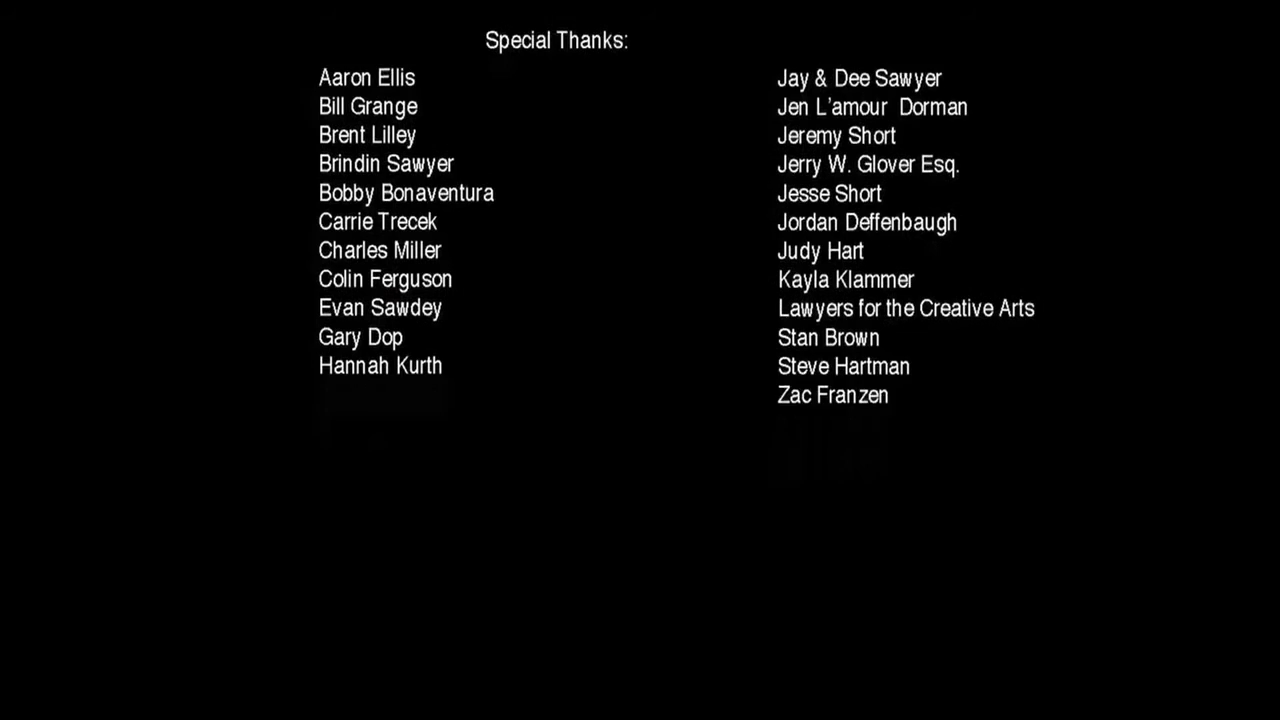 Special Thanks:
Aaron Ellis
Bill Grange
Brent Lilley
Brindin Sawyer
Bobby Bonaventura
Carrie Trecek
Charles Miller
Colin Ferguson
Evan Sawdey
Gary Dop
Hannah Kurth
Jay & Dee Sawyer
Jen L'amour  Dorman
Jeremy Short
Jerry W. Glover Esq.
Jesse Short
Jordan Deffenbaugh
Judy Hart
Kayla Klammer
Lawyers for the Creative Arts
Stan Brown
Steve Hartman
Zac Franzen